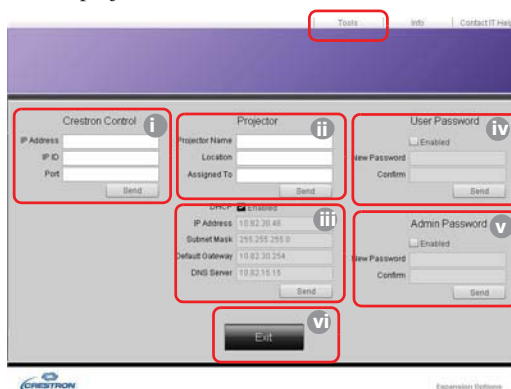 Tools Info Contact IT Help
Crestron Control i
IP Address
IP ID
Port
Send
Projector ii
Projector Name
Location
Assigned To
Send
DHCP Enabled iii
IP Address 10.82.30.46
Subnet Mask 255.255.255.0
Default Gateway 10.82.30.254
DNS Server 10.82.15.15
Send
User Password iv
Enabled
New Password
Confirm
Admin Password v
Enabled
New Password
Confirm
Send
Exit vi
CRESTRON Expansion Options